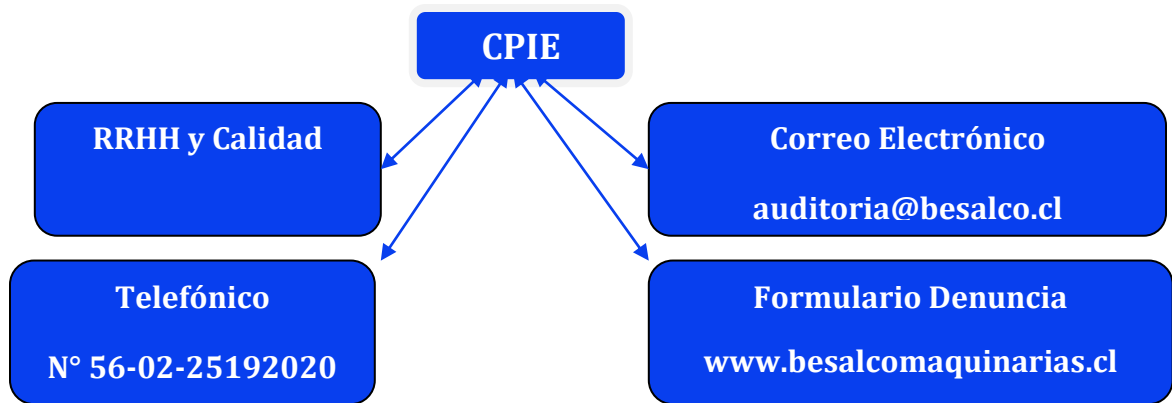 CPIE
RRHH y Calidad
Correo Electrónico
auditoria@besalco.cl
Telefónico
N° 56-02-25192020
Formulario Denuncia
www.besalcomaquinarias.cl